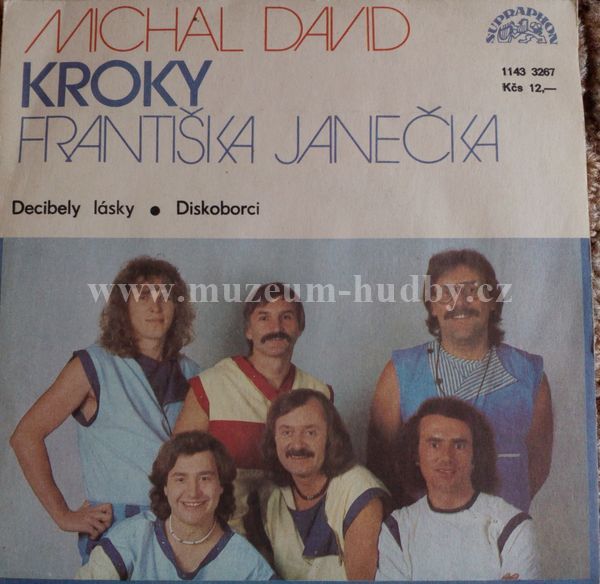 MICHAL DAVID
SUPRAPHON
KROKY
1143 3267
Kčs 12,—
FRANTIŠKA JANEČKA
Decibely lásky • Diskoborci
www.muzeum-hudby.cz